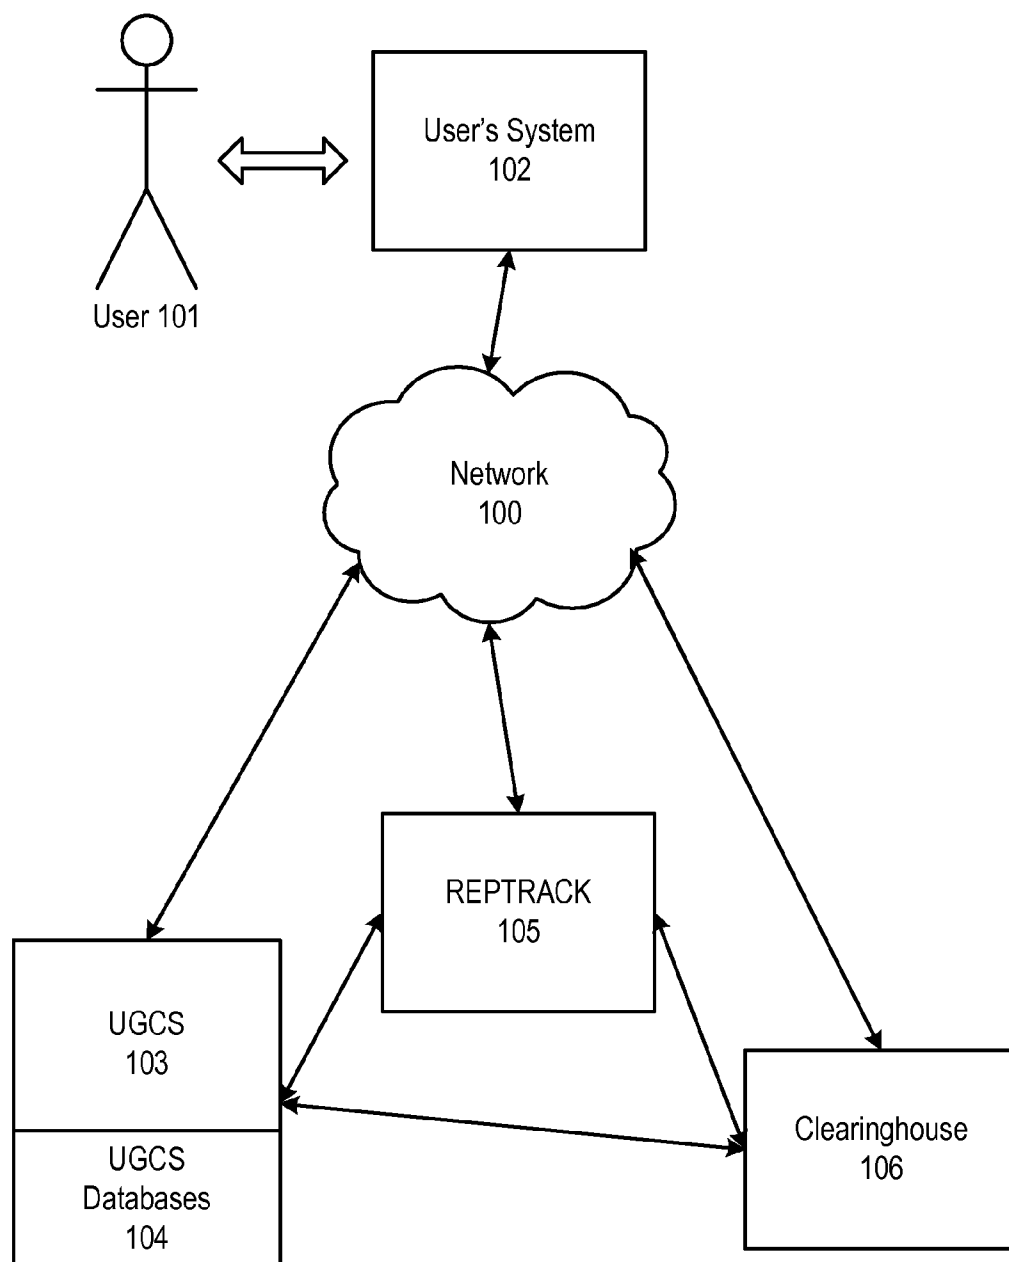 User's System
102
User 101
Network
100
REPTRACK
105
UGCS
103
Clearinghouse
106
UGCS
Databases
104